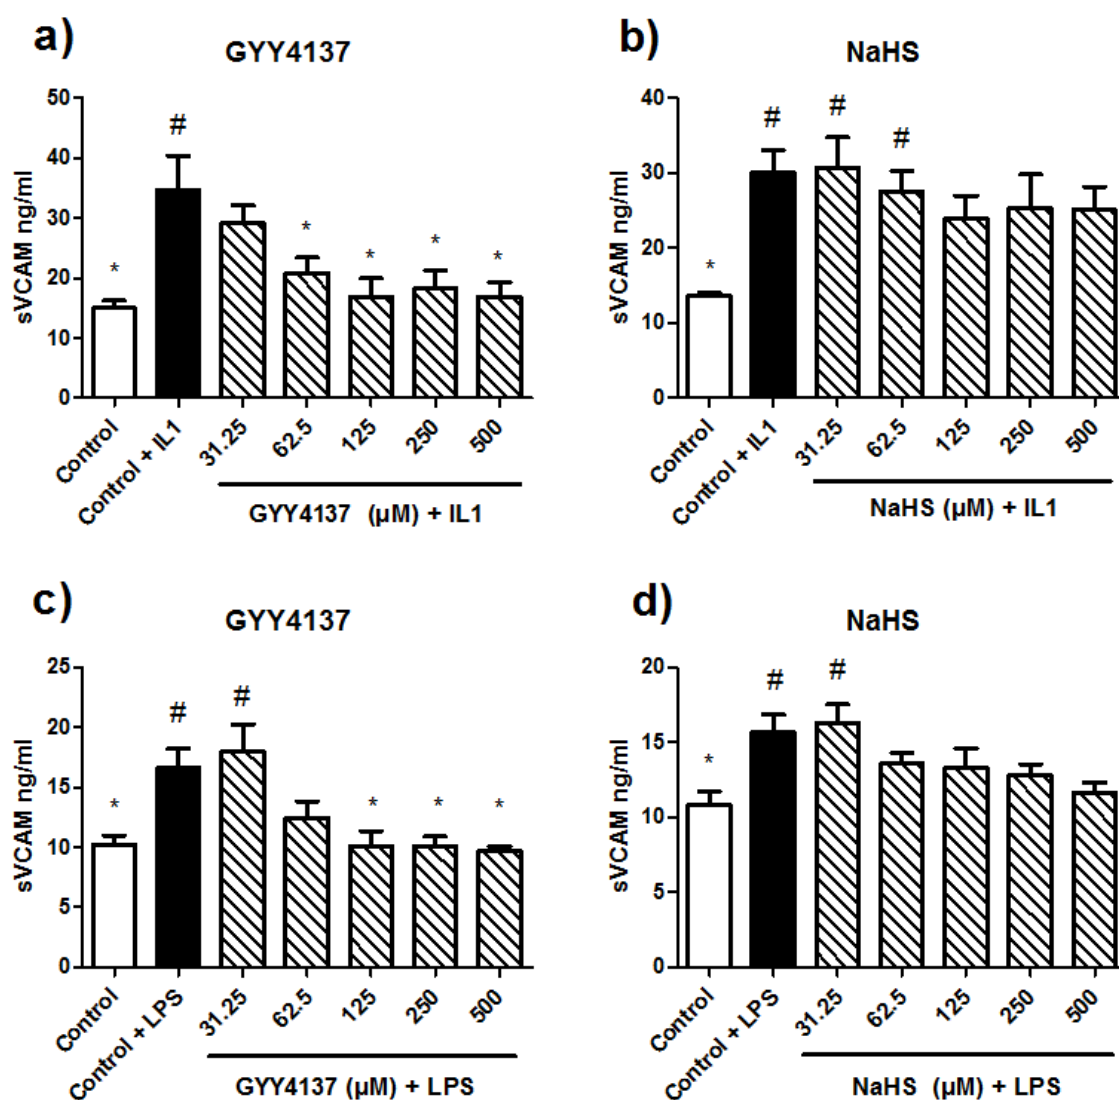 a)
GYY4137
sVCAM ng/ml
50
40
30
20
10
0
*
#
*
*
*
*
Control
Control + IL1
31.25
62.5
125
250
500
GYY4137 (µM) + IL1
b)
NaHS
sVCAM ng/ml
40
30
20
10
0
*
#
#
#
Control
Control + IL1
31.25
62.5
125
250
500
NaHS (µM) + IL1
c)
GYY4137
sVCAM ng/ml
25
20
15
10
5
0
*
#
#
*
*
*
Control
Control + LPS
31.25
62.5
125
250
500
GYY4137 (µM) + LPS
d)
NaHS
sVCAM ng/ml
20
15
10
5
0
*
#
#
Control
Control + LPS
31.25
62.5
125
250
500
NaHS (µM) + LPS